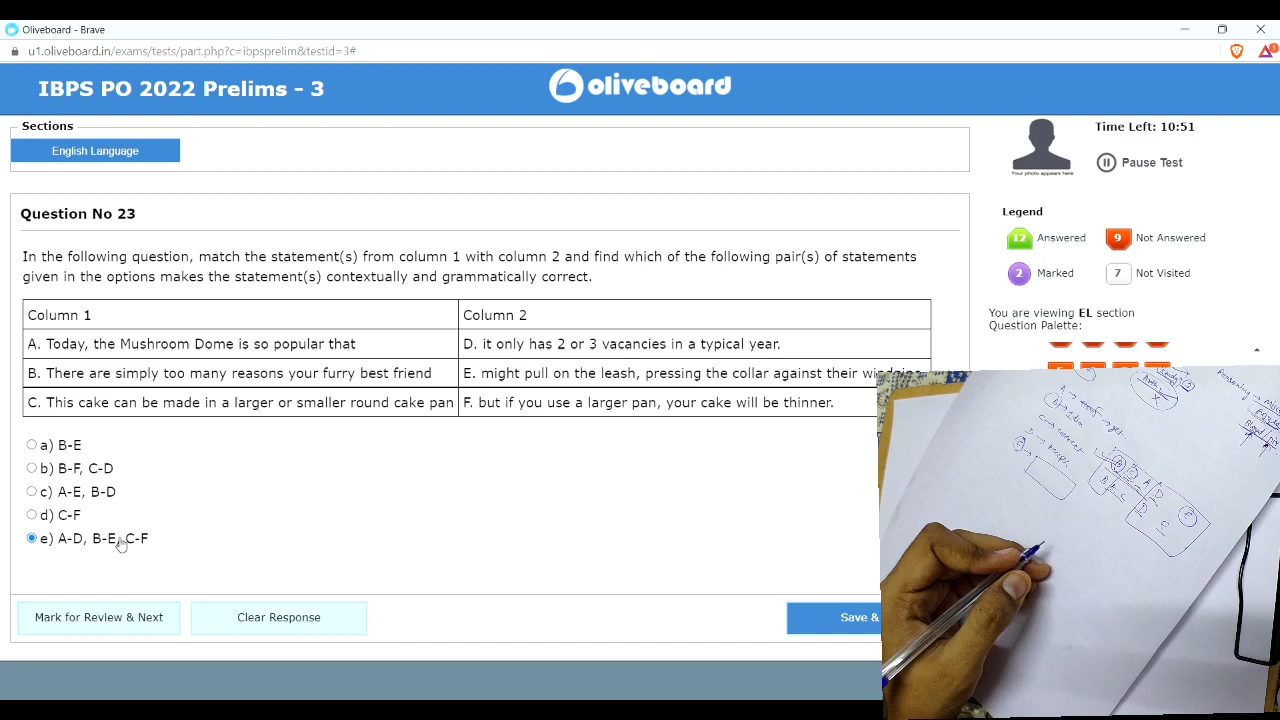 Oliveboard - Brave
u1.oliveboard.in/exams/tests/part.php?c=ibpsprelim&testid=3#
IBPS PO 2022 Prelims - 3
oliveboard
Sections
English Language
Time Left: 10:51
Your photo appears here
Pause Test
Question No 23
Legend
12 Answered
9 Not Answered
2 Marked
7 Not Visited
In the following question, match the statement(s) from column 1 with column 2 and find which of the following pair(s) of statements
given in the options makes the statement(s) contextually and grammatically correct.
You are viewing EL section
Question Palette:
Column 1
Column 2
A. Today, the Mushroom Dome is so popular that
D. it only has 2 or 3 vacancies in a typical year.
B. There are simply too many reasons your furry best friend
E. might pull on the leash, pressing the collar against their
C. This cake can be made in a larger or smaller round cake pan
F. but if you use a larger pan, your cake will be thinner.
a) B-E
b) B-F, C-D
c) A-E, B-D
d) C-F
e) A-D, B-E, C-F
Mark for Review & Next
Clear Response
Save &